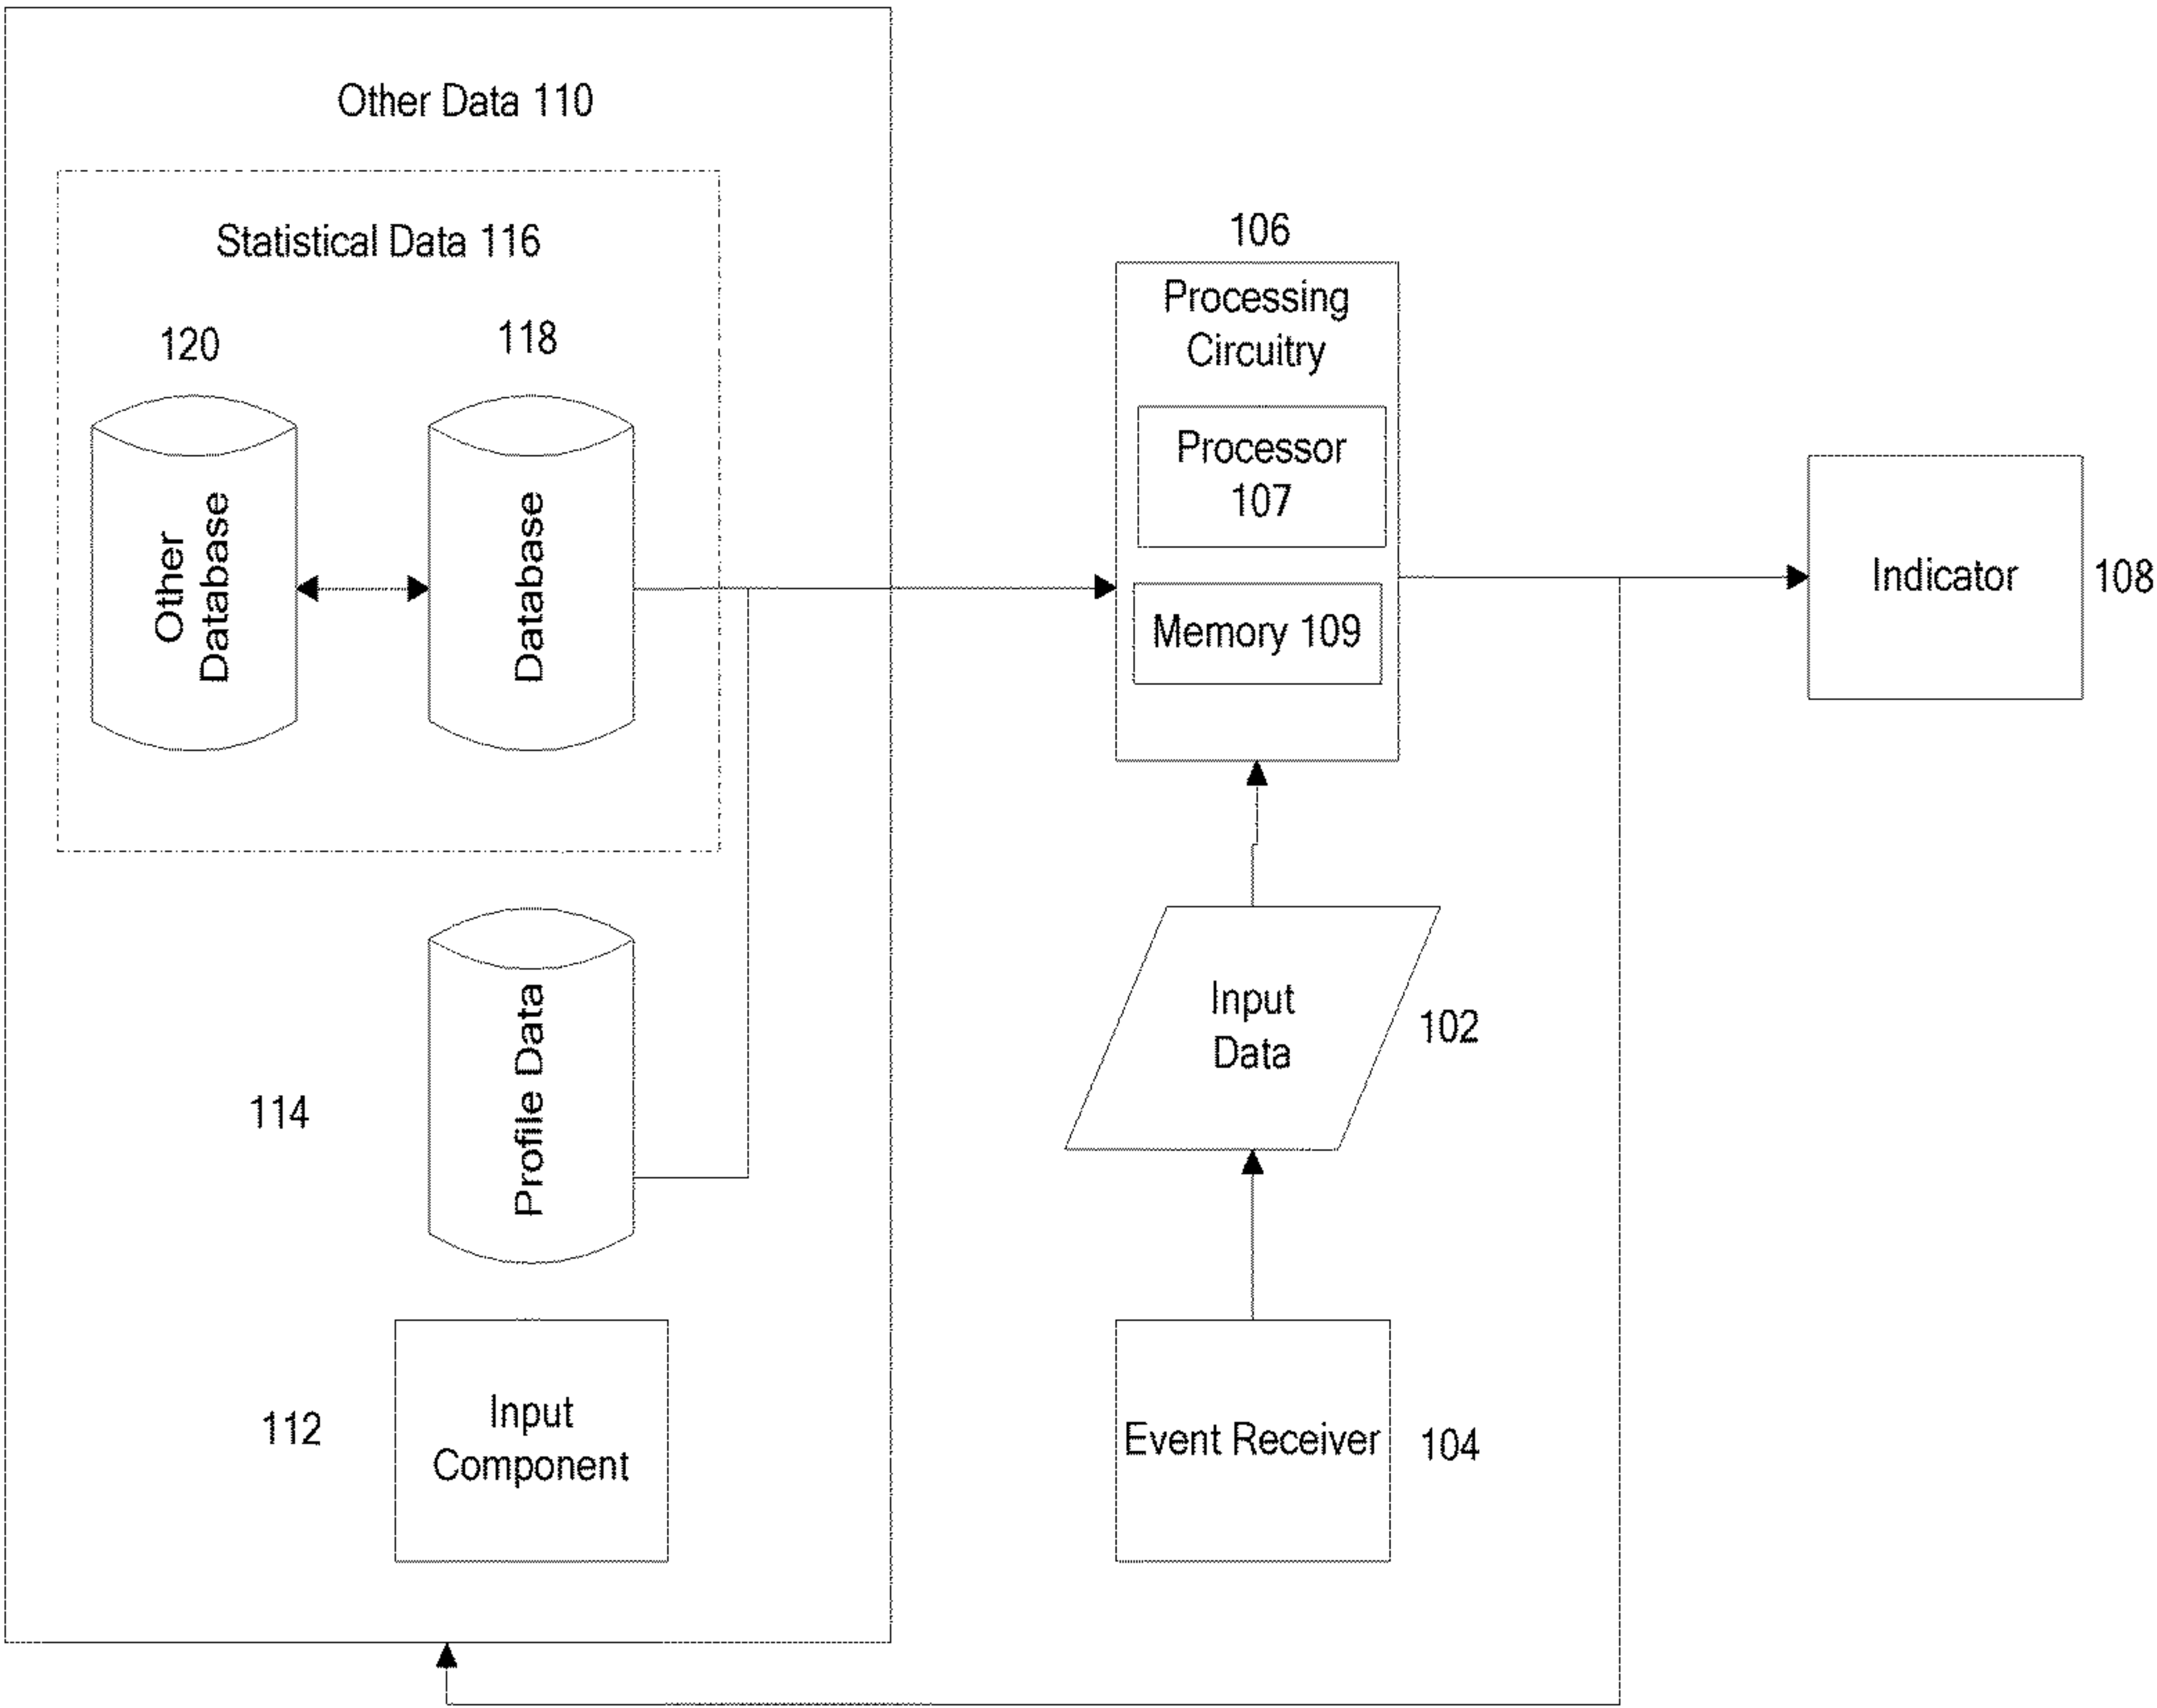 Other Data 110
Statistical Data 116
120
118
Other
Database
Database
106
Processing
Circuitry
Processor
107
Memory 109
Indicator
108
Profile Data
114
Input
Data
102
Input
Component
112
Event Receiver
104